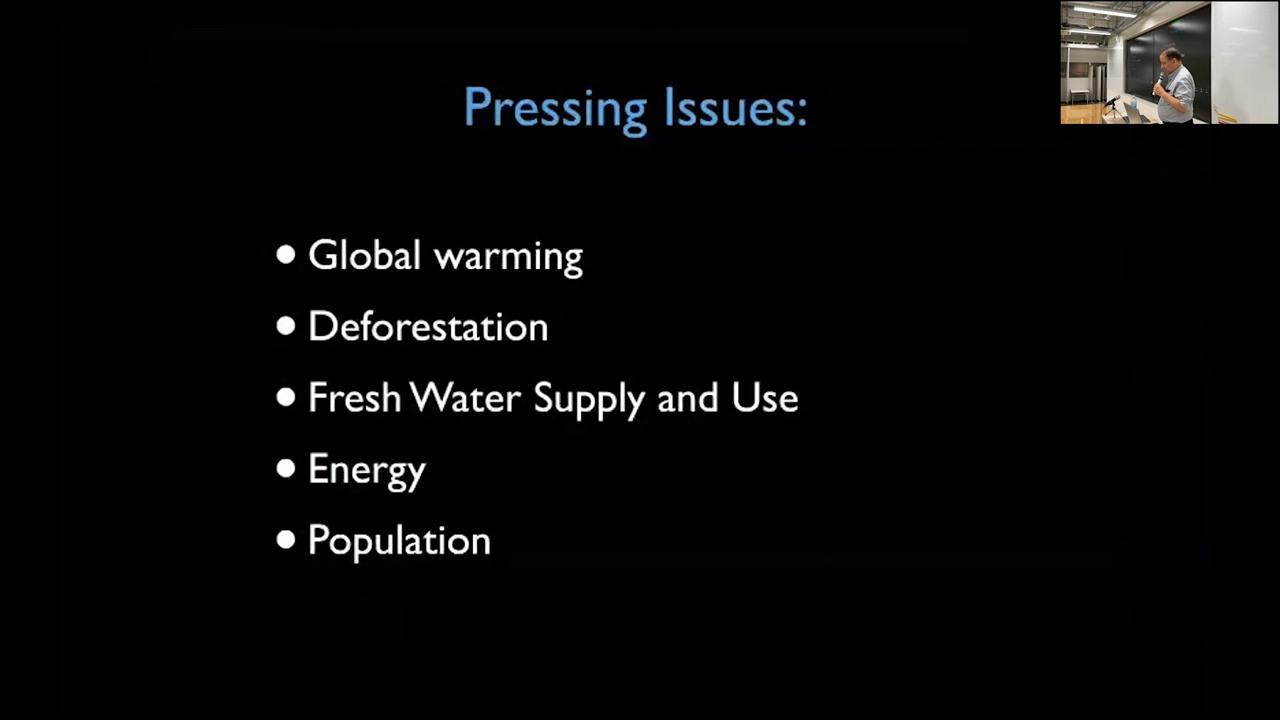 Pressing Issues:
• Global warming
• Deforestation
• Fresh Water Supply and Use
• Energy
• Population